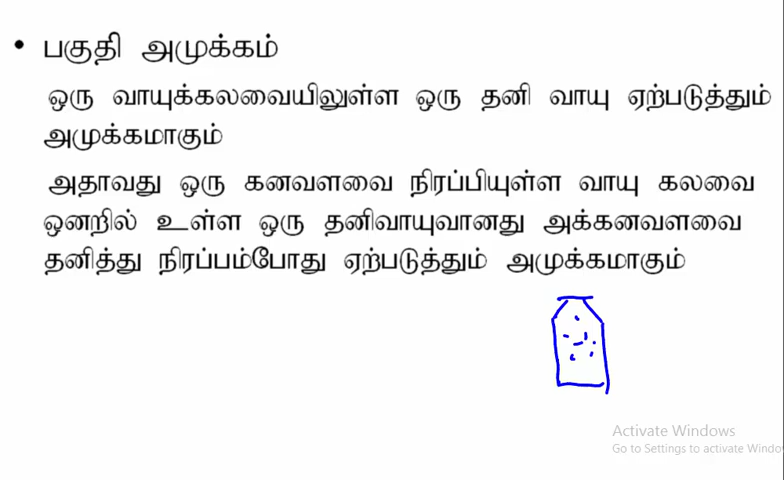 • பகுதி அமுக்கம்
ஒரு வாயுக்கலவையிலுள்ள ஒரு தனி வாயு ஏற்படுத்தும்
அமுக்கமாகும்
அதாவது ஒரு கனவளவை நிரப்பியுள்ள வாயு கலவை
ஒனறில் உள்ள ஒரு தனிவாயுவானது அக்கனவளவை
தனித்து நிரப்பம்போது ஏற்படுத்தும் அமுக்கமாகும்
Activate Windows
Go to Settings to activate Windo